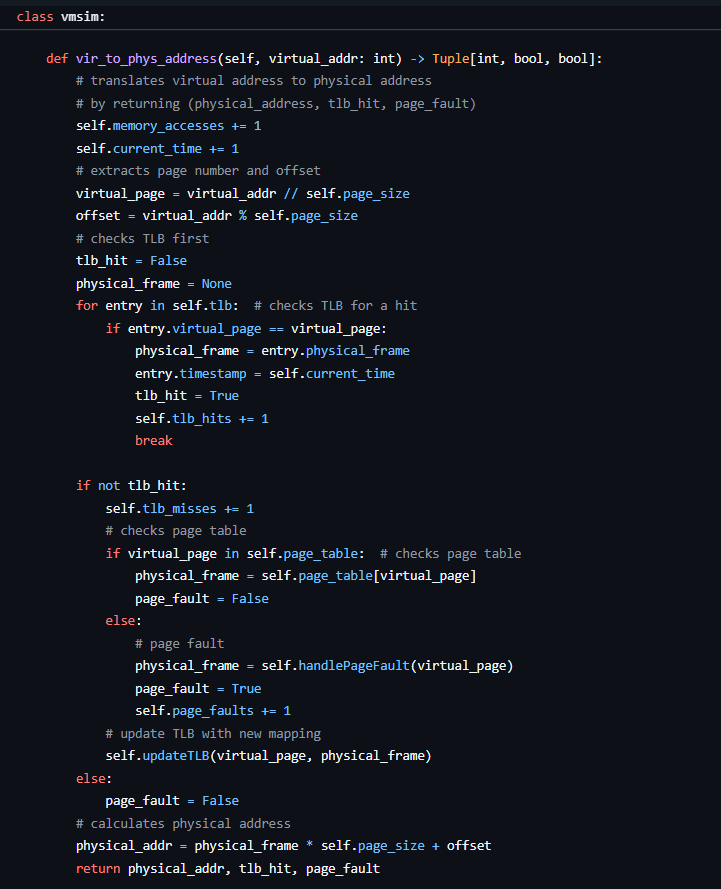 class vmsim:
def vir_to_phys_address(self, virtual_addr: int) -> Tuple[int, bool, bool]:
# translates virtual address to physical address
# by returning (physical_address, tlb_hit, page_fault)
self.memory_accesses += 1
self.current_time += 1
# extracts page number and offset
virtual_page = virtual_addr // self.page_size
offset = virtual_addr % self.page_size
# checks TLB first
tlb_hit = False
physical_frame = None
for entry in self.tlb:  # checks TLB for a hit
if entry.virtual_page == virtual_page:
physical_frame = entry.physical_frame
entry.timestamp = self.current_time
tlb_hit = True
self.tlb_hits += 1
break
if not tlb_hit:
self.tlb_misses += 1
# checks page table
if virtual_page in self.page_table:  # checks page table
physical_frame = self.page_table[virtual_page]
page_fault = False
else:
# page fault
physical_frame = self.handlePageFault(virtual_page)
page_fault = True
self.page_faults += 1
# update TLB with new mapping
self.updateTLB(virtual_page, physical_frame)
else:
page_fault = False
# calculates physical address
physical_addr = physical_frame * self.page_size + offset
return physical_addr, tlb_hit, page_fault